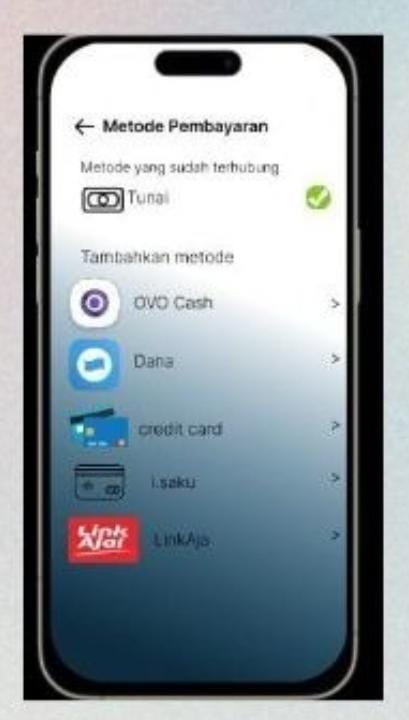 ← Metode Pembayaran
Metode yang sudah terhubung
Tunai
Tambahkan metode
OVO Cash >
Dana >
credit card >
i.saku >
LinkAja
LinkAja >